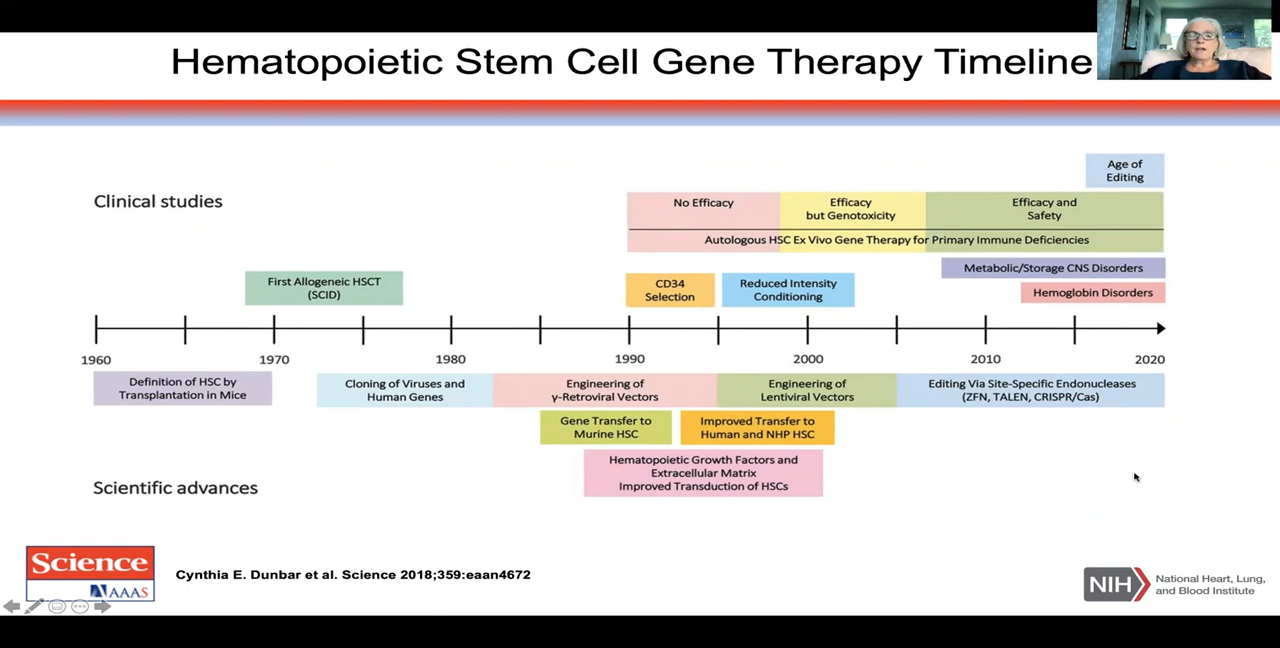 Hematopoietic Stem Cell Gene Therapy Timeline
Clinical studies
Age of
Editing
No Efficacy
Efficacy
but Genotoxicity
Efficacy and
Safety
Autologous HSC Ex Vivo Gene Therapy for Primary Immune Deficiencies
Metabolic/Storage CNS Disorders
Hemoglobin Disorders
First Allogeneic HSCT
(SCID)
CD34
Selection
Reduced Intensity
Conditioning
1960 1970 1980 1990 2000 2010 2020
Definition of HSC by
Transplantation in Mice
Cloning of Viruses and
Human Genes
Engineering of
γ-Retroviral Vectors
Engineering of
Lentiviral Vectors
Editing Via Site-Specific Endonucleases
(ZFN, TALEN, CRISPR/Cas)
Gene Transfer to
Murine HSC
Improved Transfer to
Human and NHP HSC
Hematopoietic Growth Factors and
Extracellular Matrix
Improved Transduction of HSCs
Scientific advances
Science
AAAS
Cynthia E. Dunbar et al. Science 2018;359:eaan4672
NIH
National Heart, Lung,
and Blood Institute